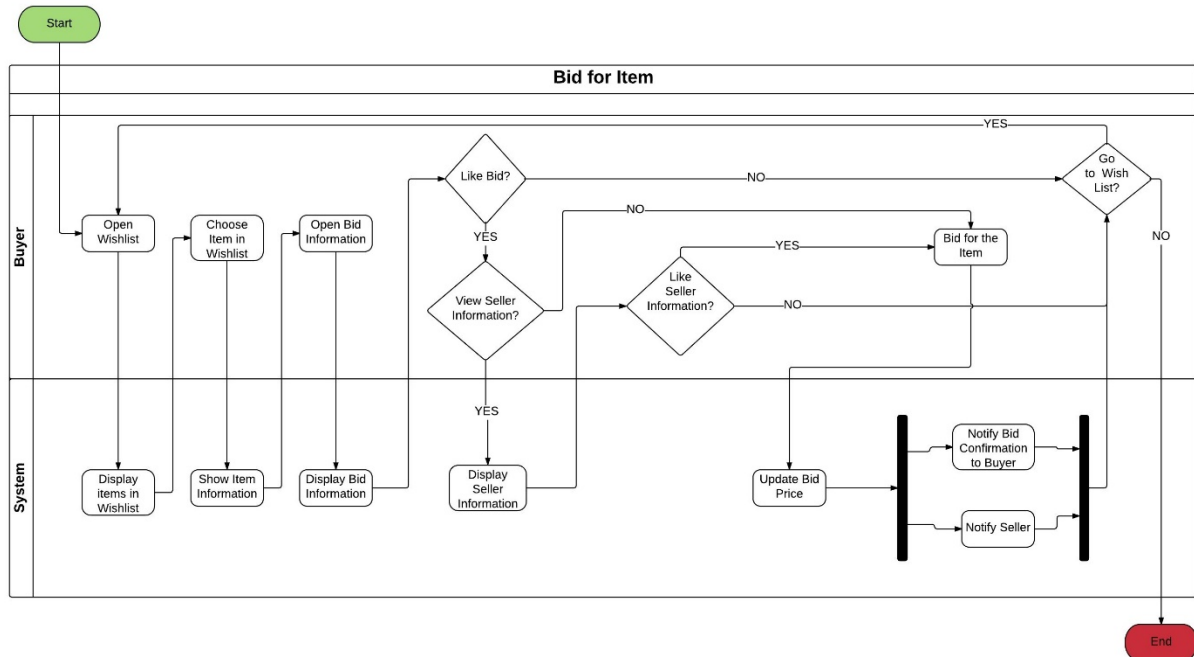 Start
Bid for Item
Buyer
YES
Like Bid?
NO
Go
to Wish
List?
Open
Wishlist
Choose
Item in
Wishlist
Open Bid
Information
YES
NO
Bid for the
Item
NO
View Seller
Information?
Like
Seller
Information?
YES
NO
System
YES
Display
items in
Wishlist
Show Item
Information
Display Bid
Information
Display
Seller
Information
Update Bid
Price
Notify Bid
Confirmation
to Buyer
Notify Seller
End